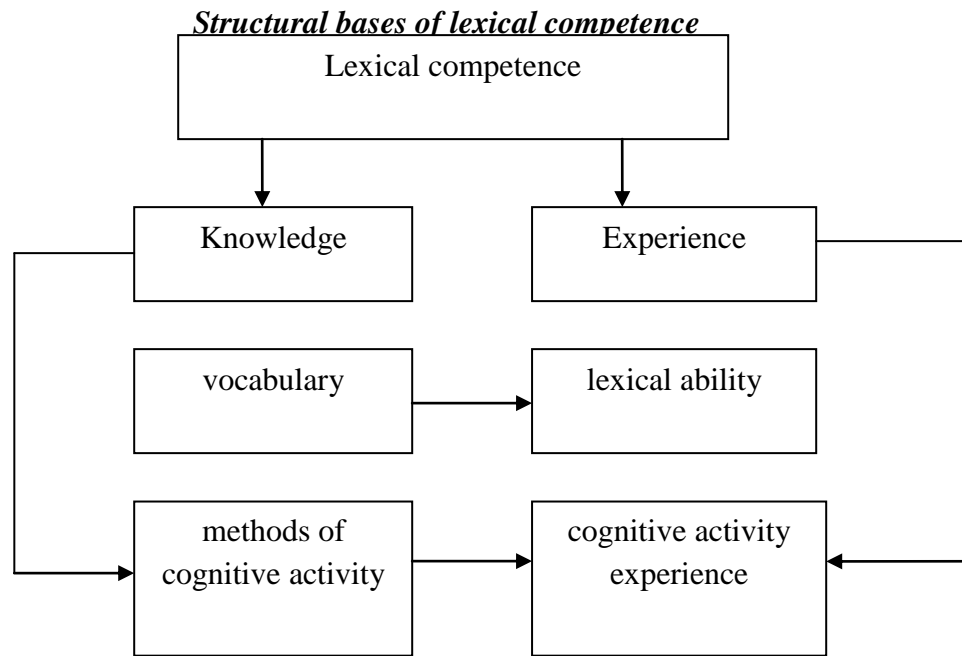 Structural bases of lexical competence
Lexical competence
Knowledge
Experience
vocabulary
lexical ability
methods of
cognitive activity
cognitive activity
experience